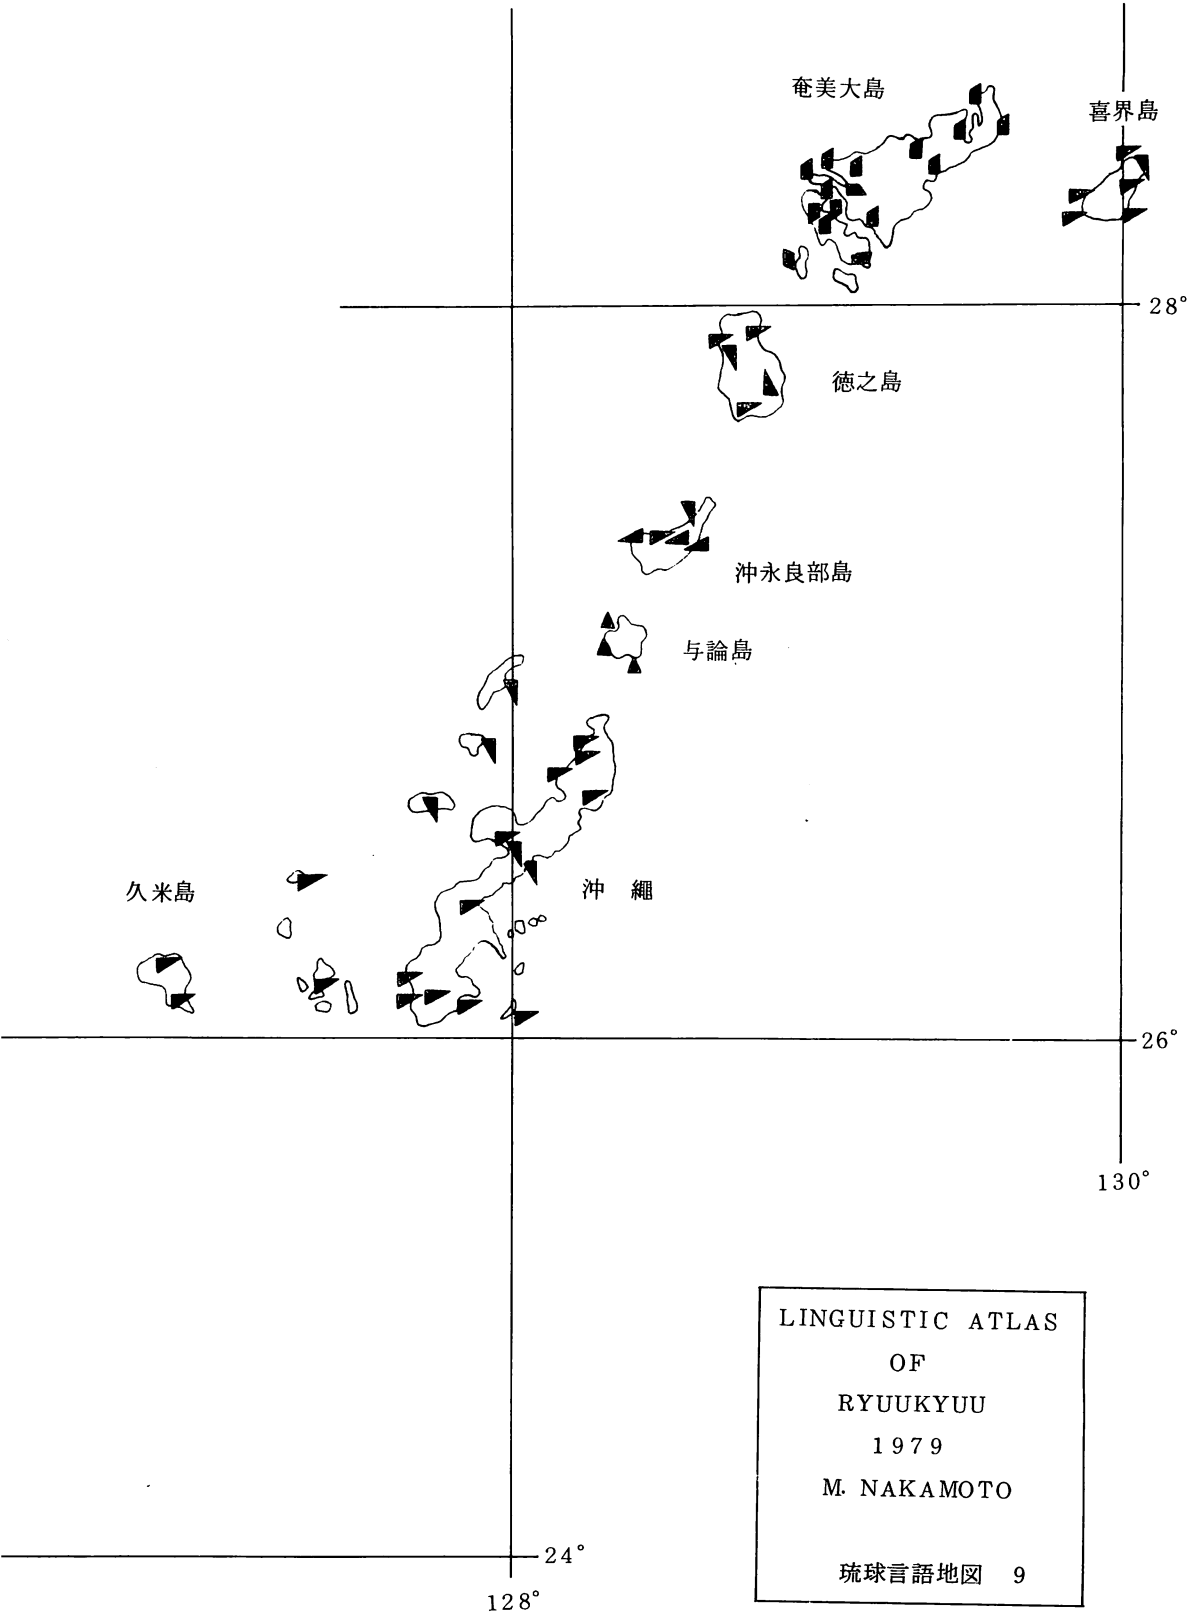 奄美大島
喜界島
28°
徳之島
沖永良部島
与論島
久米島
沖縄
26°
130°
LINGUISTIC ATLAS
OF
RYUUKYUU
1979
M. NAKAMOTO
琉球言語地図 9
24°
128°